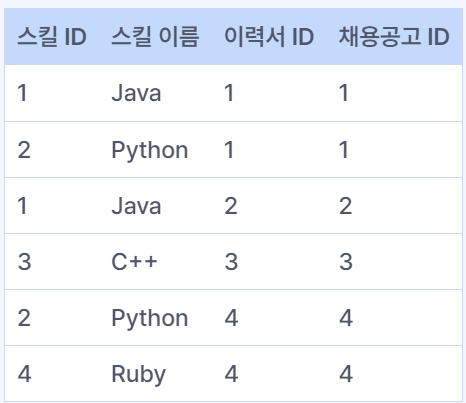 스킬 ID 스킬 이름 이력서 ID 채용공고 ID
1 Java 1 1
2 Python 1 1
1 Java 2 2
3 C++ 3 3
2 Python 4 4
4 Ruby 4 4